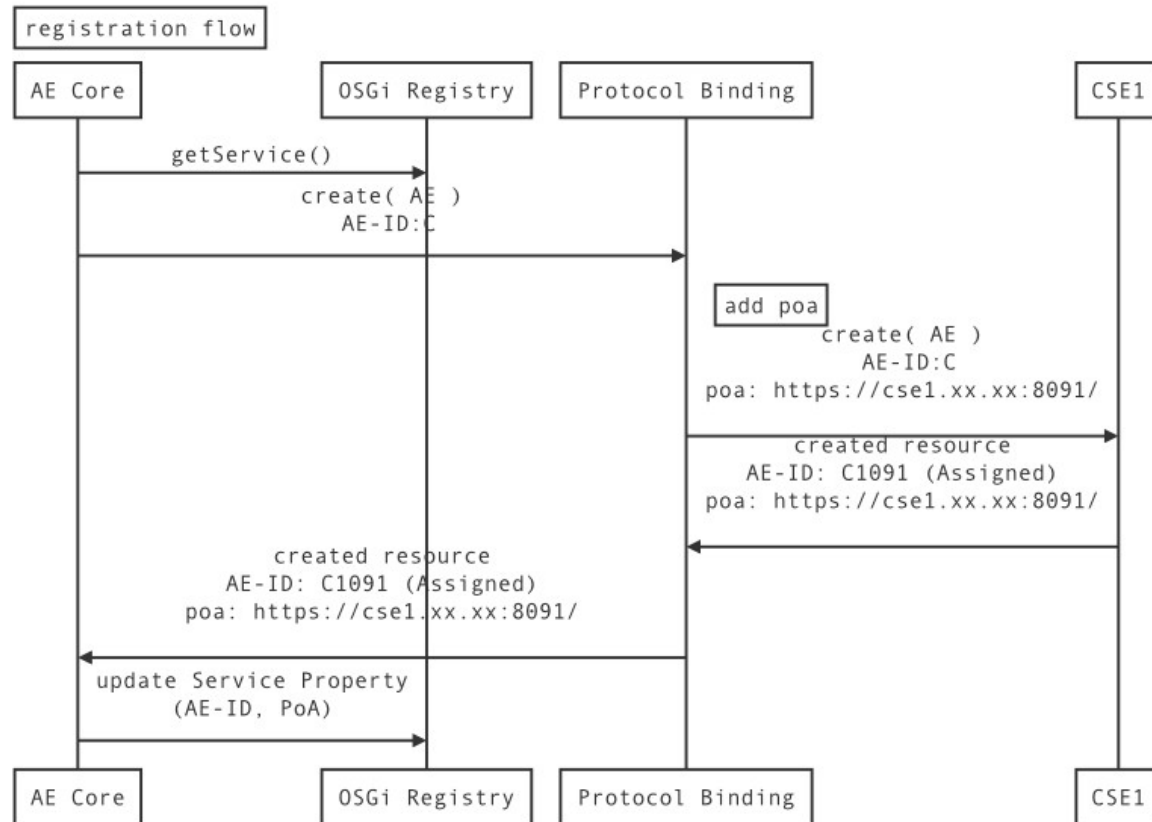 registration flow
AE Core
OSGi Registry
Protocol Binding
CSE1
getService()
create( AE )
AE-ID:C
add poa
create( AE )
AE-ID:C
poa: https://cse1.xx.xx:8091/
created resource
AE-ID: C1091 (Assigned)
poa: https://cse1.xx.xx:8091/
created resource
AE-ID: C1091 (Assigned)
poa: https://cse1.xx.xx:8091/
update Service Property
(AE-ID, PoA)
AE Core
OSGi Registry
Protocol Binding
CSE1